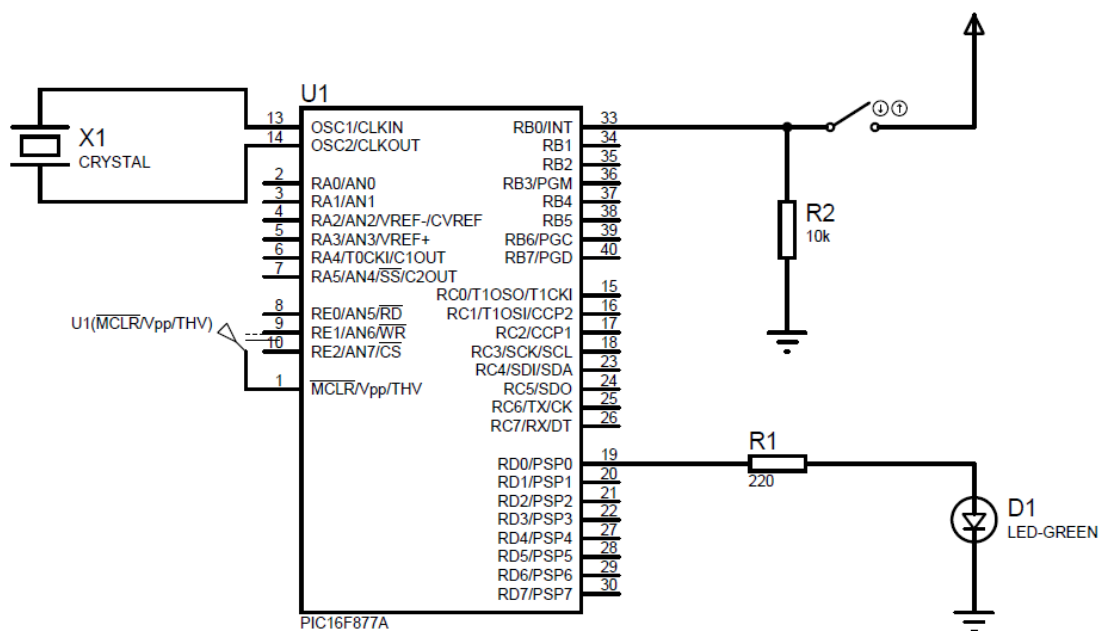 U1
X1
CRYSTAL
13
14
2
3
4
5
6
7
8
9
10
1
U1(MCLR/Vpp/THV)
OSC1/CLKIN
OSC2/CLKOUT
RA0/AN0
RA1/AN1
RA2/AN2/VREF-/CVREF
RA3/AN3/VREF+
RA4/T0CKI/C1OUT
RA5/AN4/SS/C2OUT
RE0/AN5/RD
RE1/AN6/WR
RE2/AN7/CS
MCLR/Vpp/THV
RB0/INT
RB1
RB2
RB3/PGM
RB4
RB5
RB6/PGC
RB7/PGD
RC0/T1OSO/T1CKI
RC1/T1OSI/CCP2
RC2/CCP1
RC3/SCK/SCL
RC4/SDI/SDA
RC5/SDO
RC6/TX/CK
RC7/RX/DT
RD0/PSP0
RD1/PSP1
RD2/PSP2
RD3/PSP3
RD4/PSP4
RD5/PSP5
RD6/PSP6
RD7/PSP7
33
34
35
36
37
38
39
40
15
16
17
18
23
24
25
26
19
20
21
22
27
28
29
30
PIC16F877A
R2
10k
R1
220
D1
LED-GREEN